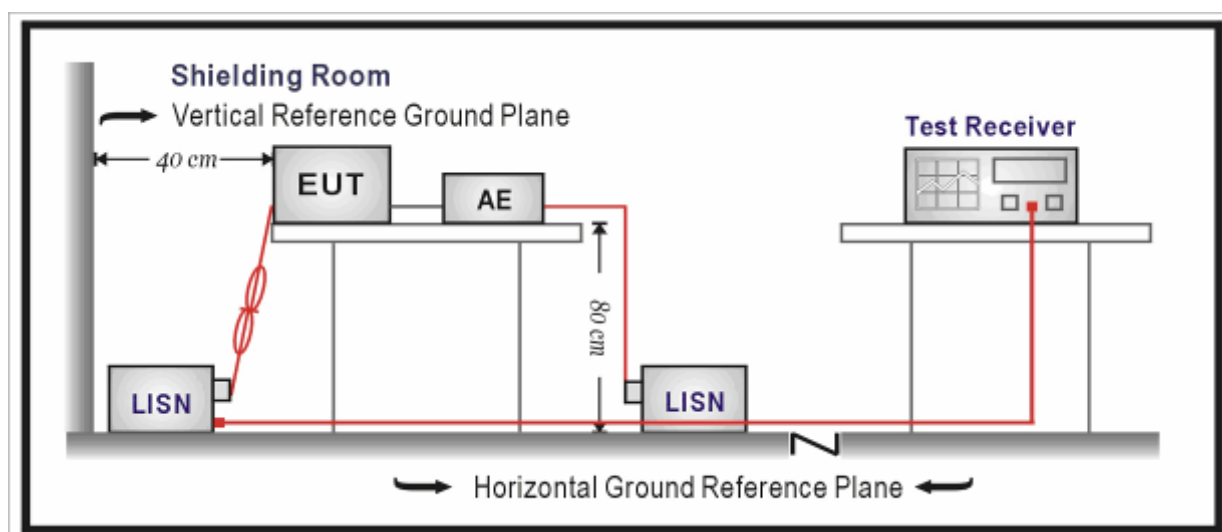 Shielding Room
Vertical Reference Ground Plane
Test Receiver
40 cm
EUT
AE
80 cm
LISN
LISN
Horizontal Ground Reference Plane